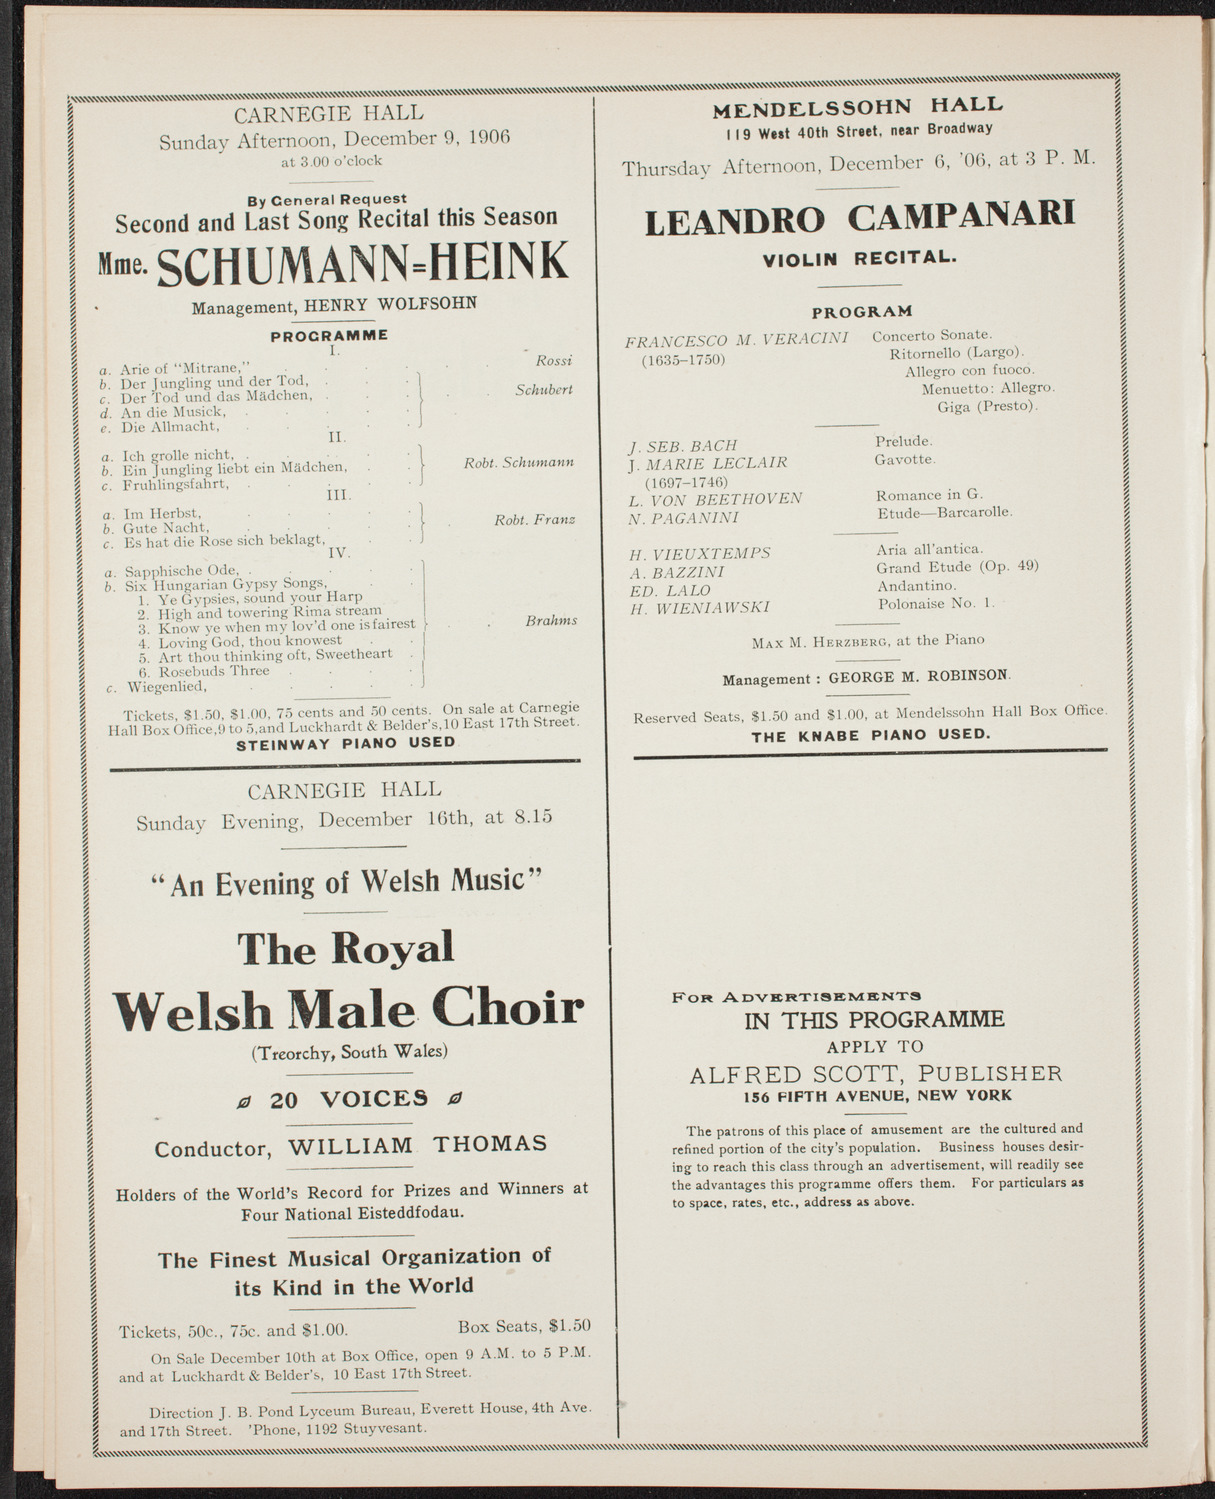 CARNEGIE HALL
Sunday Afternoon, December 9, 1906
at 3.00 o'clock
By General Request
Second and Last Song Recital this Season
Mme. SCHUMANN=HEINK
Management, HENRY WOLFSOHN
PROGRAMME
I.
a. Arie of "Mitrane," Rossi
b. Der Jungling und der Tod,
c. Der Tod und das Mädchen, Schubert
d. An die Musick,
e. Die Allmacht,
II.
a. Ich grolle nicht,
b. Ein Jungling liebt ein Mädchen, Robt. Schumann
c. Fruhlingsfahrt,
III.
a. Im Herbst,
b. Gute Nacht, Robt. Franz
c. Es hat die Rose sich beklagt,
IV.
a. Sapphische Ode,
b. Six Hungarian Gypsy Songs,
1. Ye Gypsies, sound your Harp
2. High and towering Rima stream
3. Know ye when my lov'd one is fairest Brahms
4. Loving God, thou knowest
5. Art thou thinking oft, Sweetheart
6. Rosebuds Three
c. Wiegenlied,
Tickets, $1.50, $1.00, 75 cents and 50 cents. On sale at Carnegie
Hall Box Office, 9 to 5, and Luckhardt & Belder's, 10 East 17th Street.
STEINWAY PIANO USED
CARNEGIE HALL
Sunday Evening, December 16th, at 8.15
"An Evening of Welsh Music"
The Royal
Welsh Male Choir
(Treorchy, South Wales)
20 VOICES
Conductor, WILLIAM THOMAS
Holders of the World's Record for Prizes and Winners at
Four National Eisteddfodau.
The Finest Musical Organization of
its Kind in the World
Tickets, 50c., 75c. and $1.00. Box Seats, $1.50
On Sale December 10th at Box Office, open 9 A.M. to 5 P.M.
and at Luckhardt & Belder's, 10 East 17th Street.
Direction J. B. Pond Lyceum Bureau, Everett House, 4th Ave.
and 17th Street. 'Phone, 1192 Stuyvesant.
MENDELSSOHN HALL
119 West 40th Street, near Broadway
Thursday Afternoon, December 6, '06, at 3 P. M.
LEANDRO CAMPANARI
VIOLIN RECITAL.
PROGRAM
FRANCESCO M. VERACINI Concerto Sonate.
(1635–1750) Ritornello (Largo).
Allegro con fuoco.
Menuetto: Allegro.
Giga (Presto).
J. SEB. BACH Prelude.
J. MARIE LECLAIR Gavotte.
(1697–1746)
L. VON BEETHOVEN Romance in G.
N. PAGANINI Etude—Barcarolle.
H. VIEUXTEMPS Aria all'antica.
A. BAZZINI Grand Etude (Op. 49)
ED. LALO Andantino.
H. WIENIAWSKI Polonaise No. 1.
MAX M. HERZBERG, at the Piano
Management: GEORGE M. ROBINSON.
Reserved Seats, $1.50 and $1.00, at Mendelssohn Hall Box Office.
THE KNABE PIANO USED.
FOR ADVERTISEMENTS
IN THIS PROGRAMME
APPLY TO
ALFRED SCOTT, PUBLISHER
156 FIFTH AVENUE, NEW YORK
The patrons of this place of amusement are the cultured and
refined portion of the city's population. Business houses desir-
ing to reach this class through an advertisement, will readily see
the advantages this programme offers them. For particulars as
to space, rates, etc., address as above.